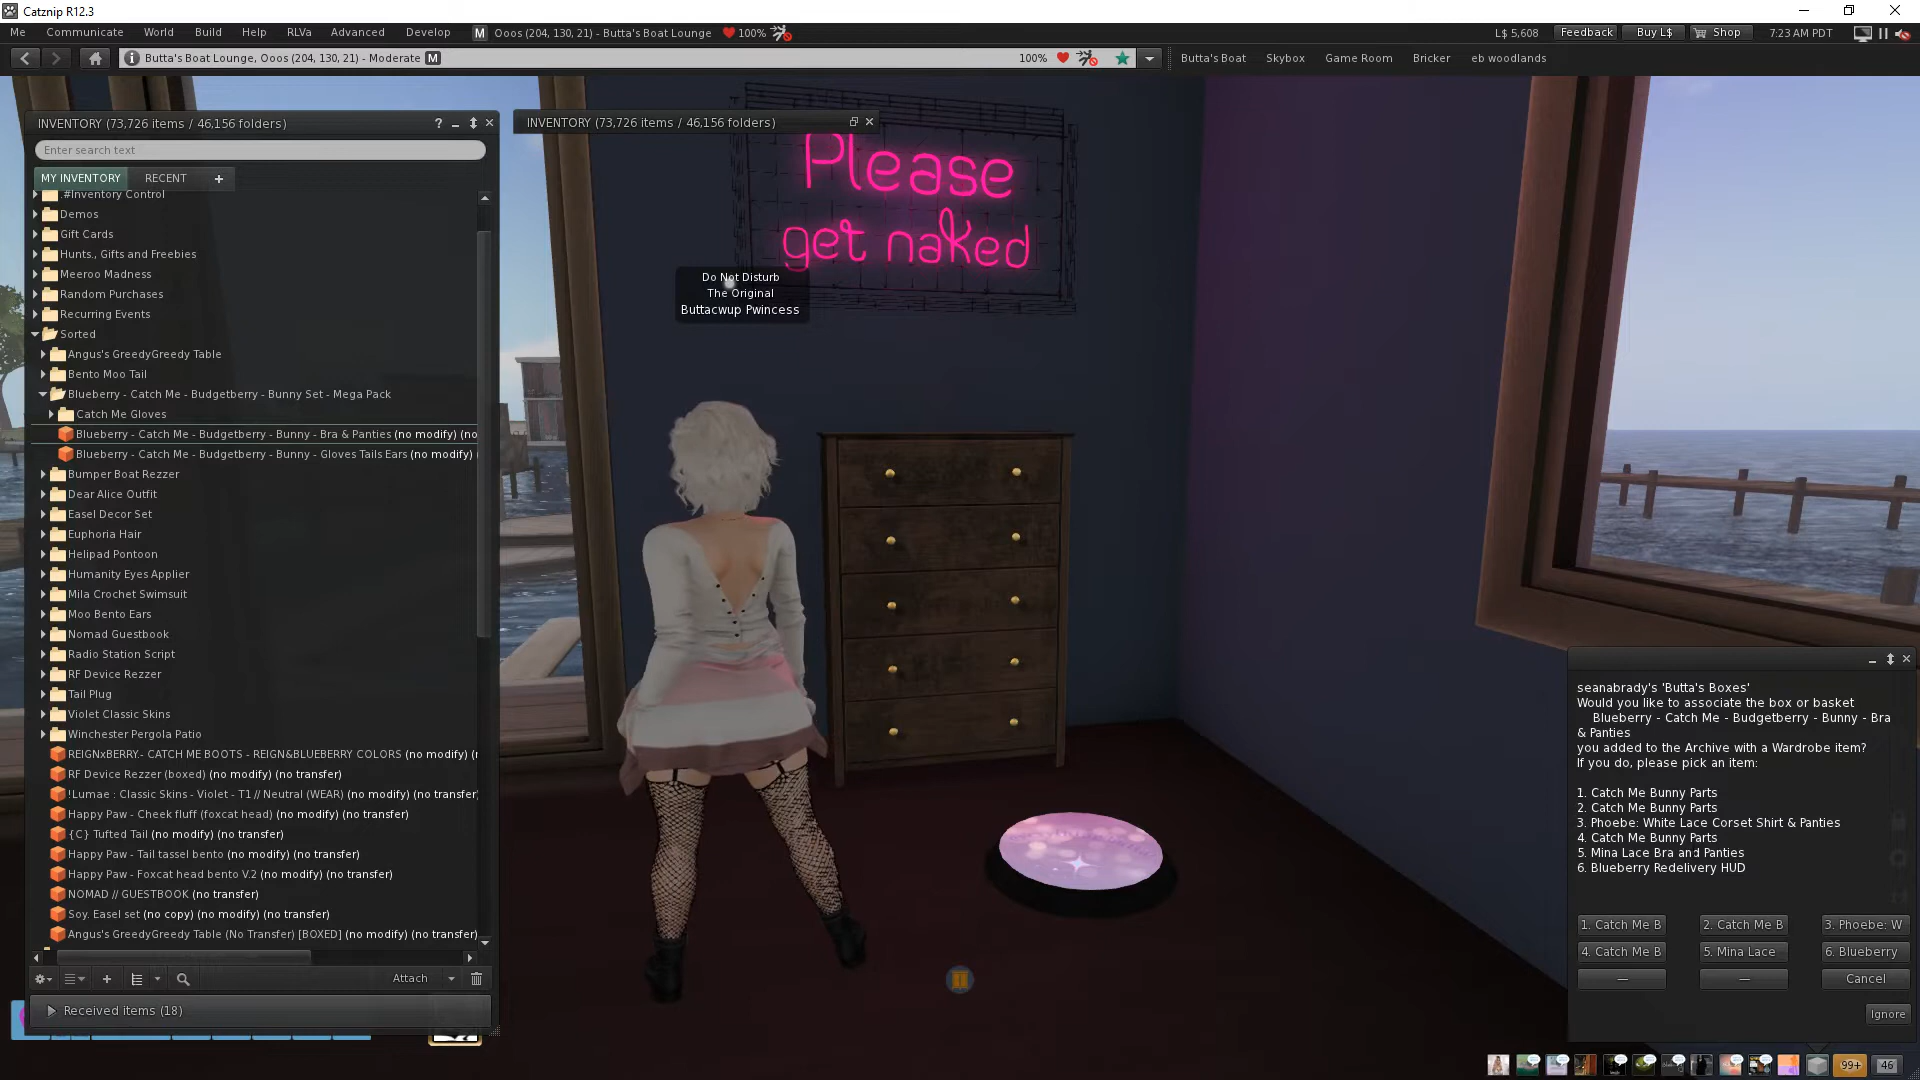 Catznip R12.3
Me Communicate World Build Help RLVa Advanced Develop M Ooos (204, 130, 21) - Butta's Boat Lounge 100% L$ 5,608 Feedback Buy L$ Shop 7:23 AM PDT
Butta's Boat Lounge, Ooos (204, 130, 21) - Moderate M 100% Butta's Boat Skybox Game Room Bricker eb woodlands
INVENTORY (73,726 items / 46,156 folders) ?
Enter search text
MY INVENTORY RECENT +
.#Inventory Control
Demos
Gift Cards
Hunts., Gifts and Freebies
Meeroo Madness
Random Purchases
Recurring Events
Sorted
Angus's GreedyGreedy Table
Bento Moo Tail
Blueberry - Catch Me - Budgetberry - Bunny Set - Mega Pack
Catch Me Gloves
Blueberry - Catch Me - Budgetberry - Bunny - Bra & Panties (no modify) (no
Blueberry - Catch Me - Budgetberry - Bunny - Gloves Tails Ears (no modify) (
Bumper Boat Rezzer
Dear Alice Outfit
Easel Decor Set
Euphoria Hair
Helipad Pontoon
Humanity Eyes Applier
Mila Crochet Swimsuit
Moo Bento Ears
Nomad Guestbook
Radio Station Script
RF Device Rezzer
Tail Plug
Violet Classic Skins
Winchester Pergola Patio
REIGNxBERRY.- CATCH ME BOOTS - REIGN&BLUEBERRY COLORS (no modify) (r
RF Device Rezzer (boxed) (no modify) (no transfer)
!Lumae : Classic Skins - Violet - T1 // Neutral (WEAR) (no modify) (no transfer
Happy Paw - Cheek fluff (foxcat head) (no modify) (no transfer)
{C} Tufted Tail (no modify) (no transfer)
Happy Paw - Tail tassel bento (no modify) (no transfer)
Happy Paw - Foxcat head bento V.2 (no modify) (no transfer)
NOMAD // GUESTBOOK (no transfer)
Soy. Easel set (no copy) (no modify) (no transfer)
Angus's GreedyGreedy Table (No Transfer) [BOXED] (no modify) (no transfer)
Attach
Received items (18)
INVENTORY (73,726 items / 46,156 folders)
Please
get naked
Do Not Disturb
The Original
Buttacwup Pwincess
seanabrady's 'Butta's Boxes'
Would you like to associate the box or basket
Blueberry - Catch Me - Budgetberry - Bunny - Bra
& Panties
you added to the Archive with a Wardrobe item?
If you do, please pick an item:
1. Catch Me Bunny Parts
2. Catch Me Bunny Parts
3. Phoebe: White Lace Corset Shirt & Panties
4. Catch Me Bunny Parts
5. Mina Lace Bra and Panties
6. Blueberry Redelivery HUD
1. Catch Me B 2. Catch Me B 3. Phoebe: W
4. Catch Me B 5. Mina Lace 6. Blueberry
— — Cancel
Ignore
99+ 46